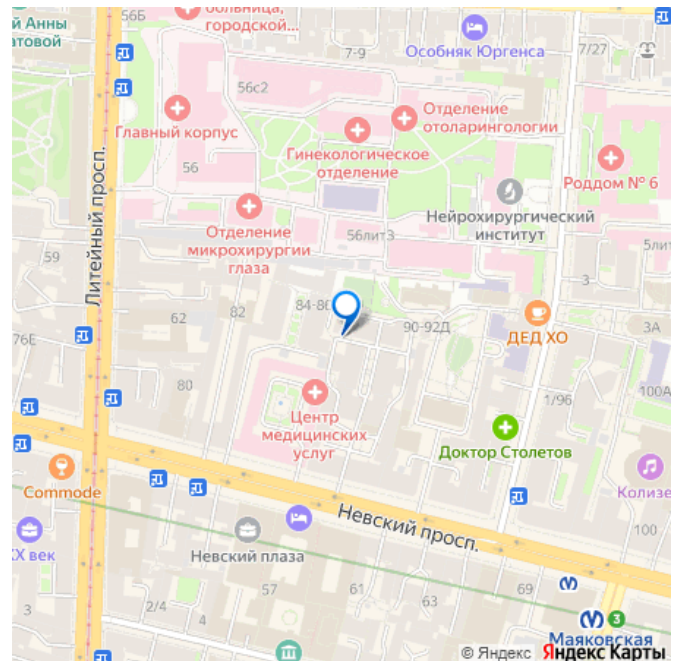 56Б
больница,
городской...
й Анны
атовой
Особняк Юргенса
7-9
7/27
56с2
Отделение
отоларингологии
Главный корпус
Гинекологическое
отделение
56
Роддом № 6
Нейрохирургический
институт
Литейный просп.
Отделение
микрохирургии
глаза
56лит3
5лит
59
3
84-86
62
82
90-92Д
ДЕД ХО
3А
76Е
80
100А
Центр
медицинских
услуг
1/96
Доктор Столетов
Commode
Колизе
Невский просп.
100
XX век
Невский плаза
57
61
63
69
3
2/4
4
3
Маяковская
© Яндекс Яндекс Карты